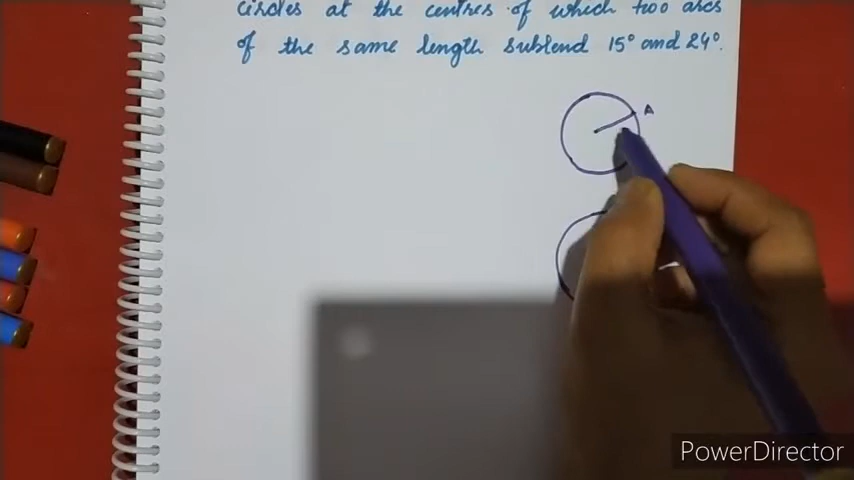 circles at the centres of which two arcs
of the same length subtend 15° and 24°.
A
PowerDirector